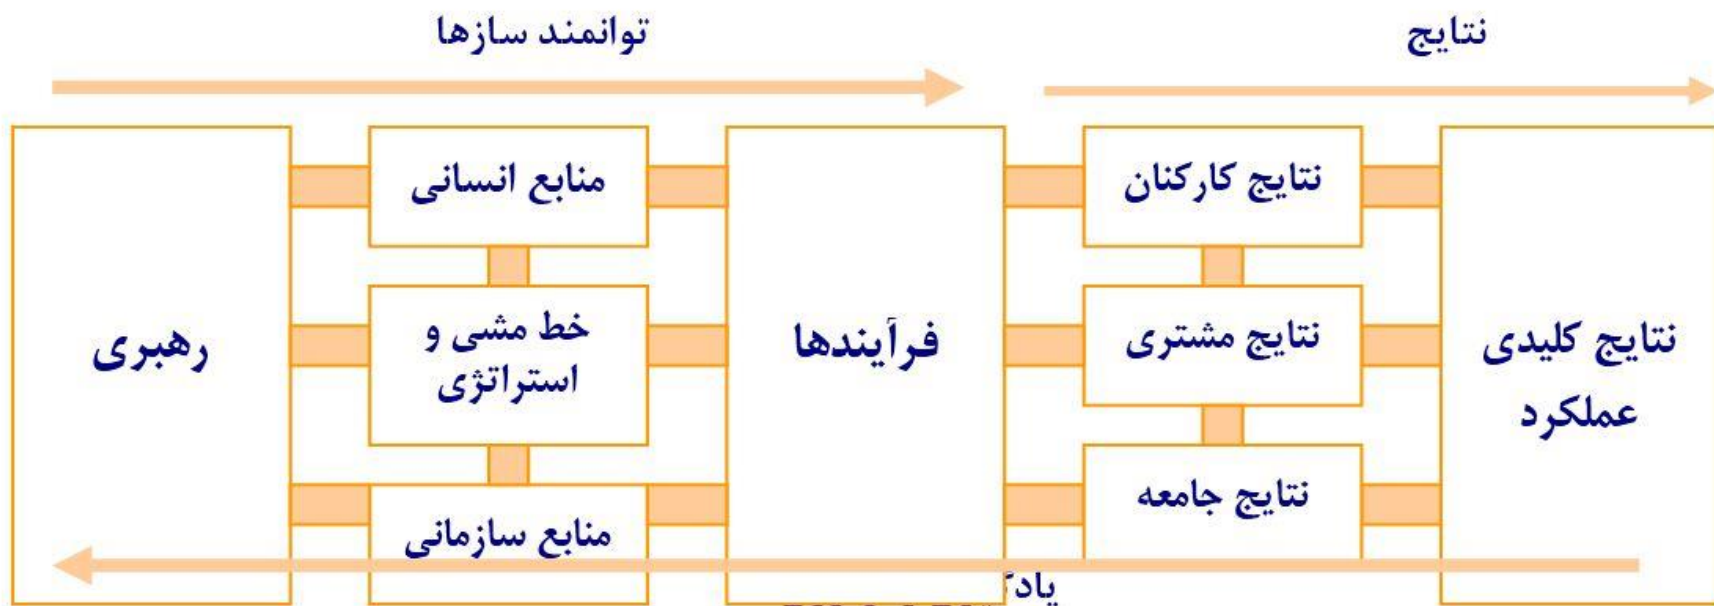 توانمند سازها
نتایج
رهبری
منابع انسانی
خط مشی و
استراتژی
منابع سازمانی
فرآیندها
نتایج کارکنان
نتایج مشتری
نتایج جامعه
نتایج کلیدی
عملکرد